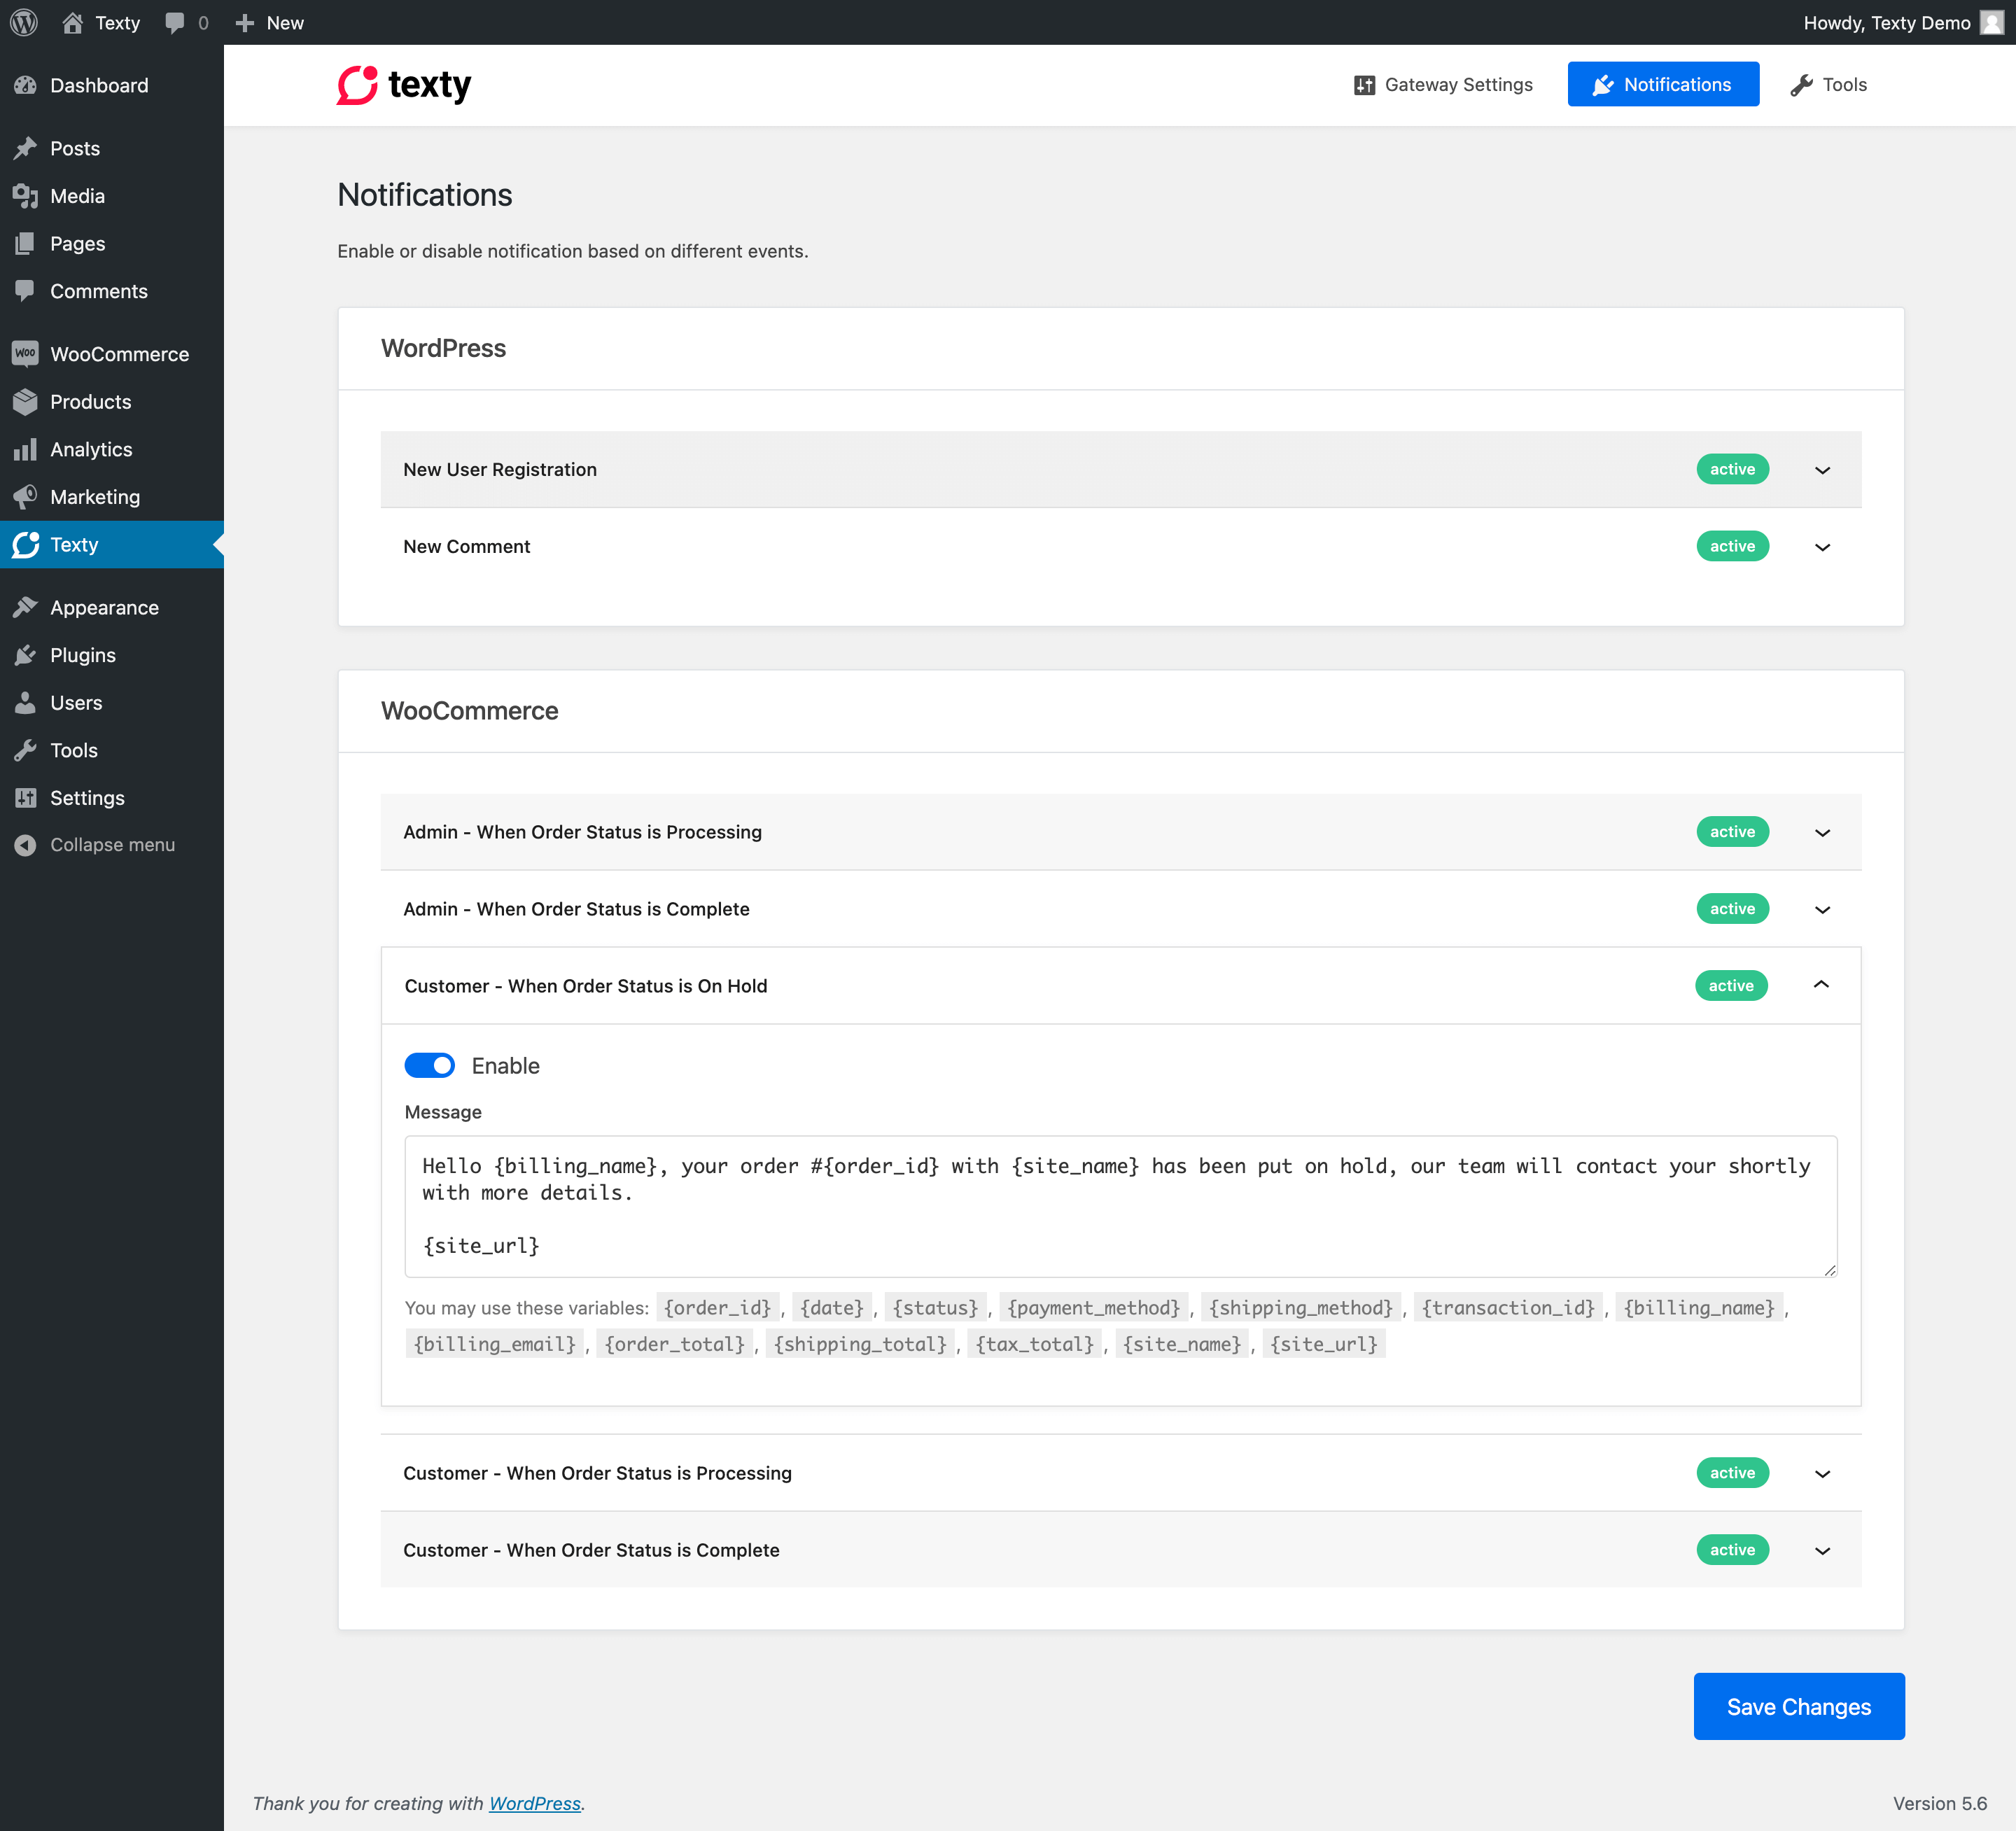 Texty
0
New
Howdy, Texty Demo
Dashboard
Posts
Media
Pages
Comments
Woo
WooCommerce
Products
Analytics
Marketing
Texty
Appearance
Plugins
Users
Tools
Settings
Collapse menu
texty
Gateway Settings
Notifications
Tools
Notifications
Enable or disable notification based on different events.
WordPress
New User Registration
active
New Comment
active
WooCommerce
Admin - When Order Status is Processing
active
Admin - When Order Status is Complete
active
Customer - When Order Status is On Hold
active
Enable
Message
Hello {billing_name}, your order #{order_id} with {site_name} has been put on hold, our team will contact your shortly
with more details.
{site_url}
You may use these variables: {order_id} , {date} , {status} , {payment_method} , {shipping_method} , {transaction_id} , {billing_name} ,
{billing_email} , {order_total} , {shipping_total} , {tax_total} , {site_name} , {site_url}
Customer - When Order Status is Processing
active
Customer - When Order Status is Complete
active
Save Changes
Thank you for creating with WordPress.
Version 5.6